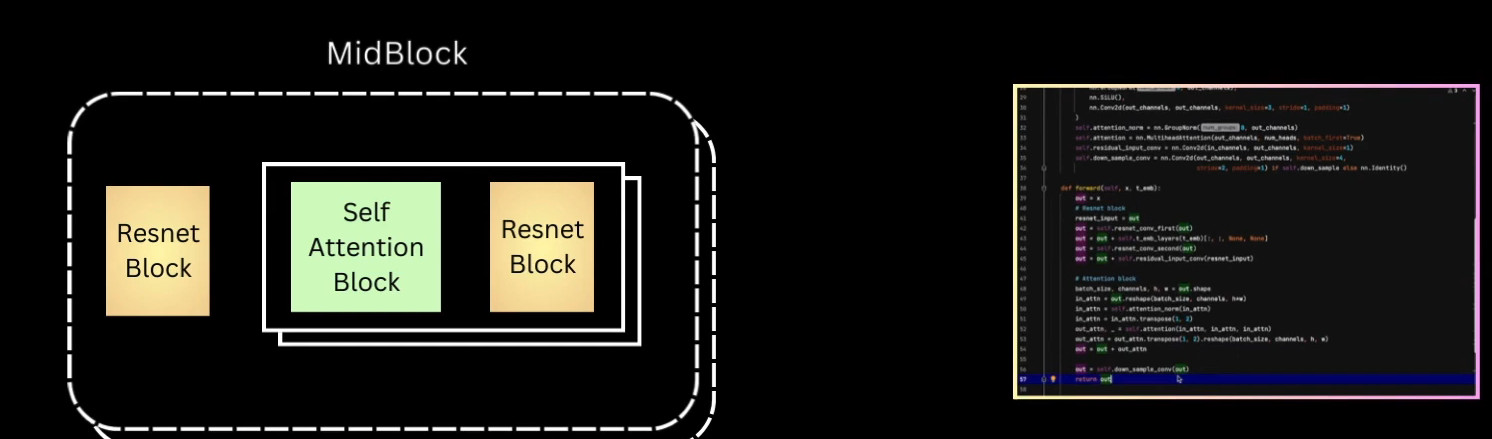 MidBlock
Resnet
Block
Self
Attention
Block
Resnet
Block
29 nn.SiLU(),
30 nn.Conv2d(out_channels, out_channels, kernel_size=3, stride=1, padding=1)
31 )
32 self.attention_norm = nn.GroupNorm(8, out_channels)
33 self.attention = nn.MultiheadAttention(out_channels, num_heads, batch_first=True)
34 self.residual_input_conv = nn.Conv2d(in_channels, out_channels, kernel_size=1)
35 self.down_sample_conv = nn.Conv2d(out_channels, out_channels, kernel_size=4,
36 stride=2, padding=1) if self.down_sample else nn.Identity()
37
38 def forward(self, x, t_emb):
39 out = x
40 # Resnet block
41 resnet_input = out
42 out = self.resnet_conv_first(out)
43 out = out + self.t_emb_layers(t_emb)[:, :, None, None]
44 out = self.resnet_conv_second(out)
45 out = out + self.residual_input_conv(resnet_input)
46
47 # Attention block
48 batch_size, channels, h, w = out.shape
49 in_attn = out.reshape(batch_size, channels, h*w)
50 in_attn = self.attention_norm(in_attn)
51 in_attn = in_attn.transpose(1, 2)
52 out_attn, _ = self.attention(in_attn, in_attn, in_attn)
53 out_attn = out_attn.transpose(1, 2).reshape(batch_size, channels, h, w)
54 out = out + out_attn
55
56 out = self.down_sample_conv(out)
57 return out
58